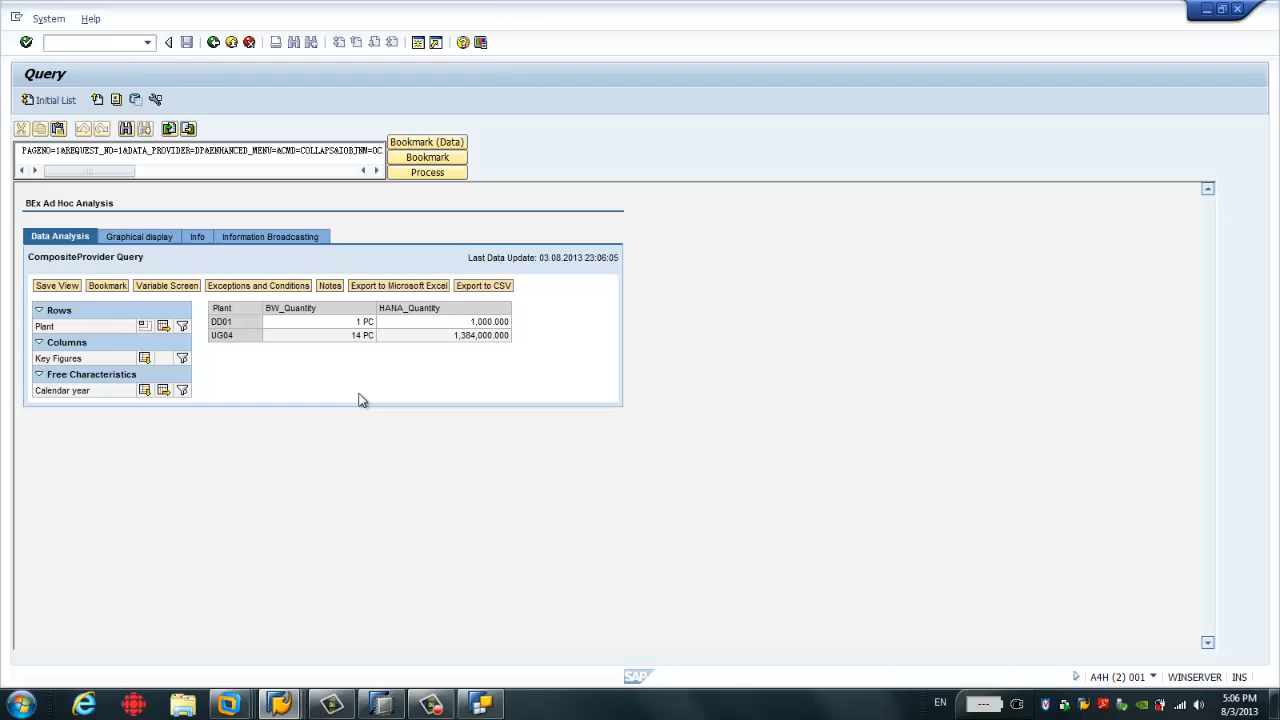 System Help
Query
Initial List
PAGENO=1&REQUEST_NO=1&DATA_PROVIDER=DP&ENHANCED_MENU=&CMD=COLLAPS&IOBJNM=0C
Bookmark (Data)
Bookmark
Process
BEx Ad Hoc Analysis
Data Analysis Graphical display Info Information Broadcasting
CompositeProvider Query Last Data Update: 03.08.2013 23:06:05
Save View Bookmark Variable Screen Exceptions and Conditions Notes Export to Microsoft Excel Export to CSV
Rows
Plant
Columns
Key Figures
Free Characteristics
Calendar year
Plant BW_Quantity HANA_Quantity
DD01 1 PC 1,000.000
UG04 14 PC 1,384,000.000
SAP
A4H (2) 001 WINSERVER INS
EN
5:06 PM
8/3/2013